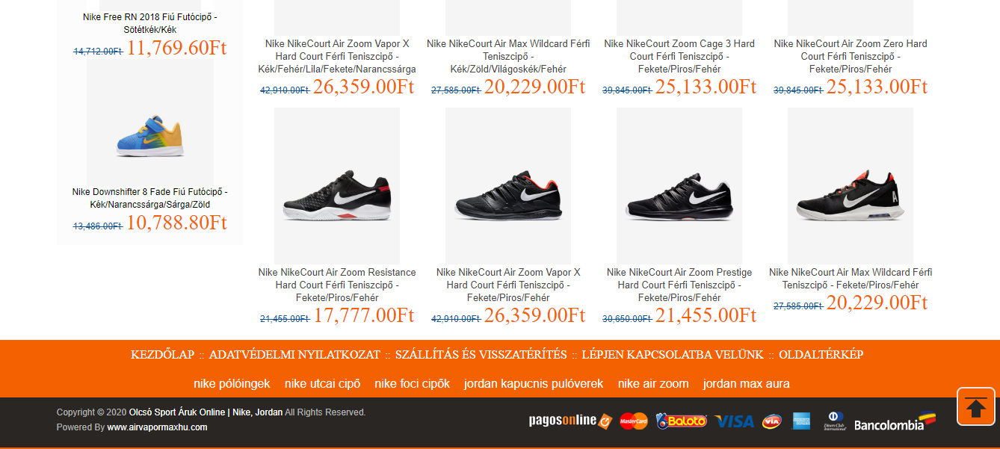 Nike Free RN 2018 Fiú Futócipő -
Sötétkék/Kék
14,712.00Ft 11,769.60Ft
Nike Downshifter 8 Fade Fiú Futócipő -
Kék/Narancssárga/Sárga/Zöld
13,486.00Ft 10,788.80Ft
Nike NikeCourt Air Zoom Vapor X
Hard Court Férfi Teniszcipő -
Kék/Fehér/Lila/Fekete/Narancssárga
42,910.00Ft 26,359.00Ft
Nike NikeCourt Air Max Wildcard Férfi
Teniszcipő -
Kék/Zöld/Világoskék/Fehér
27,585.00Ft 20,229.00Ft
Nike NikeCourt Zoom Cage 3 Hard
Court Férfi Teniszcipő -
Fekete/Piros/Fehér
39,845.00Ft 25,133.00Ft
Nike NikeCourt Air Zoom Zero Hard
Court Férfi Teniszcipő -
Fekete/Piros/Fehér
39,845.00Ft 25,133.00Ft
Nike NikeCourt Air Zoom Resistance
Hard Court Férfi Teniszcipő -
Fekete/Piros/Fehér
21,455.00Ft 17,777.00Ft
Nike NikeCourt Air Zoom Vapor X
Hard Court Férfi Teniszcipő -
Fekete/Piros/Fehér
42,910.00Ft 26,359.00Ft
Nike NikeCourt Air Zoom Prestige
Hard Court Férfi Teniszcipő -
Fekete/Piros/Fehér
30,650.00Ft 21,455.00Ft
Nike NikeCourt Air Max Wildcard Férfi
Teniszcipő - Fekete/Piros/Fehér
27,585.00Ft 20,229.00Ft
KEZDŐLAP :: ADATVÉDELMI NYILATKOZAT :: SZÁLLÍTÁS ÉS VISSZATÉRÍTÉS :: LÉPJEN KAPCSOLATBA VELÜNK :: OLDALTÉRKÉP
nike pólóingek nike utcai cipő nike foci cipők jordan kapucnis pulóverek nike air zoom jordan max aura
Copyright © 2020 Olcsó Sport Áruk Online | Nike, Jordan All Rights Reserved.
Powered By www.airvapormaxhu.com
pagosonline MasterCard Baloto VISA VIA Diners Club International Bancolombia